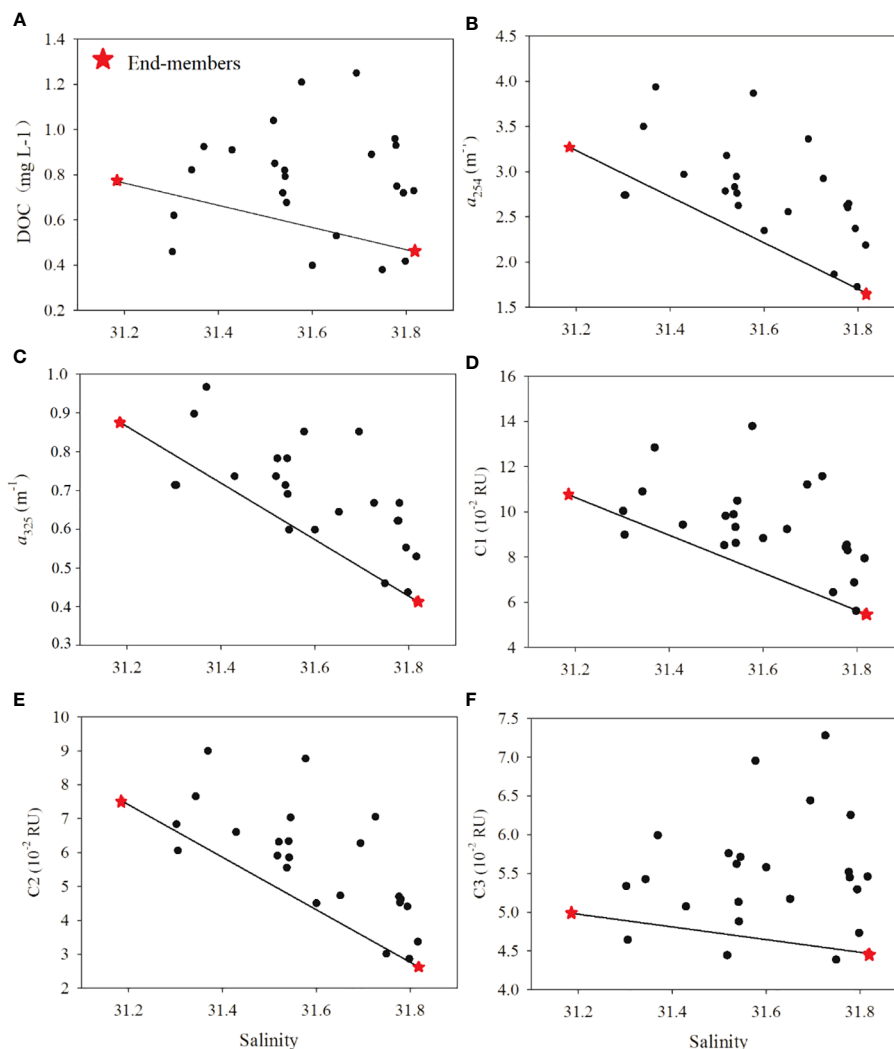 A
DOC (mg L-1)
End-members
1.4
1.2
1.0
0.8
0.6
0.4
0.2
31.2 31.4 31.6 31.8
B
a254 (m-1)
4.5
4.0
3.5
3.0
2.5
2.0
1.5
31.2 31.4 31.6 31.8
C
a325 (m-1)
1.0
0.9
0.8
0.7
0.6
0.5
0.4
0.3
31.2 31.4 31.6 31.8
D
C1 (10-2 RU)
16
14
12
10
8
6
4
31.2 31.4 31.6 31.8
E
C2 (10-2 RU)
10
9
8
7
6
5
4
3
2
31.2 31.4 31.6 31.8
Salinity
F
C3 (10-2 RU)
7.5
7.0
6.5
6.0
5.5
5.0
4.5
4.0
31.2 31.4 31.6 31.8
Salinity